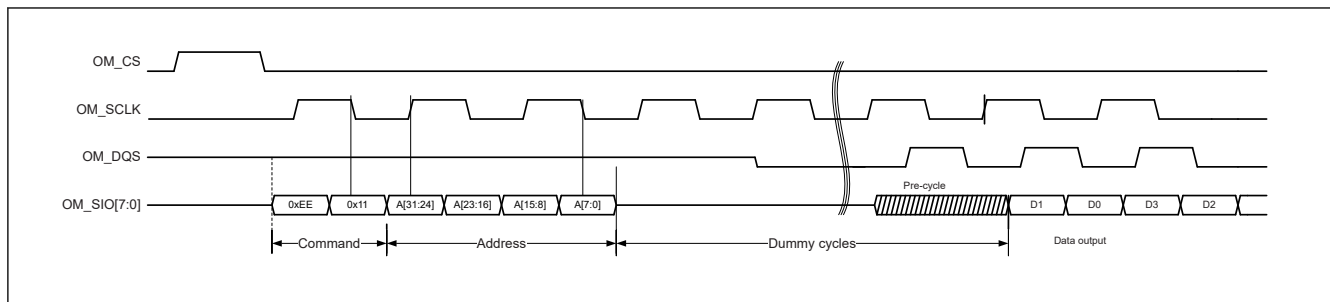 OM_CS
OM_SCLK
OM_DQS
Pre-cycle
OM_SIO[7:0] 0xEE 0x11 A[31:24] A[23:16] A[15:8] A[7:0] D1 D0 D3 D2
Command Address Dummy cycles Data output